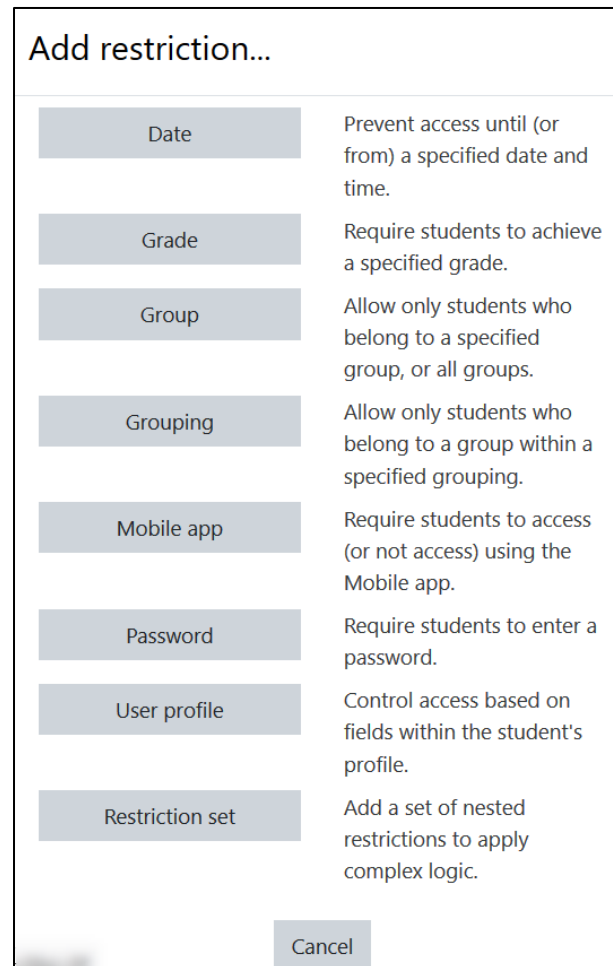 Add restriction...
Date
Prevent access until (or
from) a specified date and
time.
Grade
Require students to achieve
a specified grade.
Group
Allow only students who
belong to a specified
group, or all groups.
Grouping
Allow only students who
belong to a group within a
specified grouping.
Mobile app
Require students to access
(or not access) using the
Mobile app.
Password
Require students to enter a
password.
User profile
Control access based on
fields within the student's
profile.
Restriction set
Add a set of nested
restrictions to apply
complex logic.
Cancel